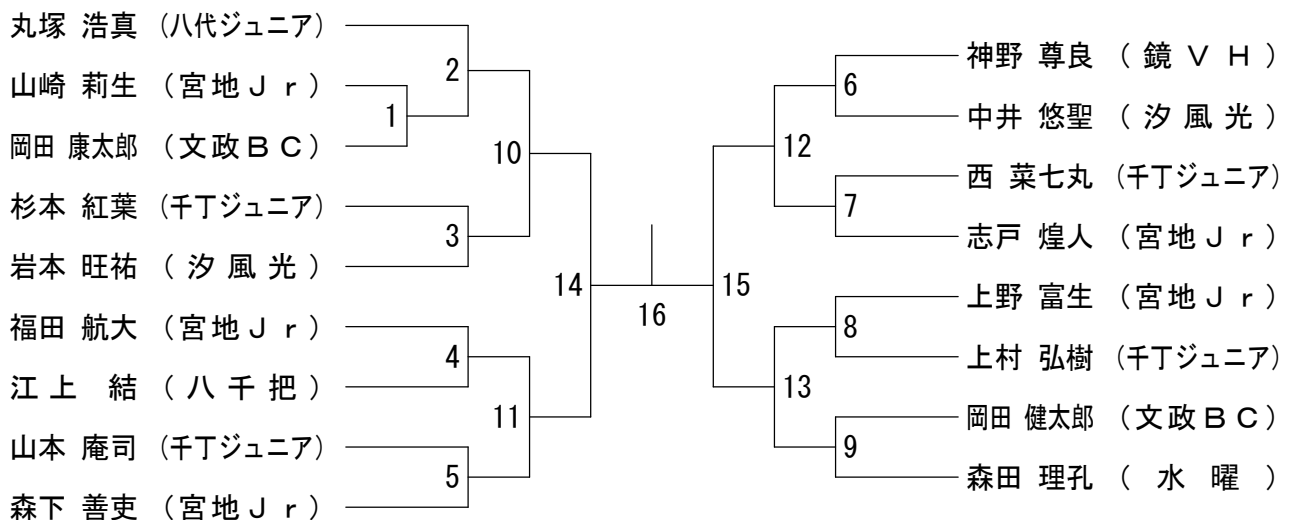 丸塚 浩真 (八代ジュニア)
山崎 莉生 (宮地Ｊｒ)
岡田 康太郎 (文政ＢＣ)
杉本 紅葉 (千丁ジュニア)
岩本 旺祐 (汐風光)
福田 航大 (宮地Ｊｒ)
江上 結 (八千把)
山本 庵司 (千丁ジュニア)
森下 善吏 (宮地Ｊｒ)
1
2
3
4
5
10
11
14
16
15
12
13
6
7
8
9
神野 尊良 (鏡ＶＨ)
中井 悠聖 (汐風光)
西 菜七丸 (千丁ジュニア)
志戸 煌人 (宮地Ｊｒ)
上野 富生 (宮地Ｊｒ)
上村 弘樹 (千丁ジュニア)
岡田 健太郎 (文政ＢＣ)
森田 理孔 (水曜)